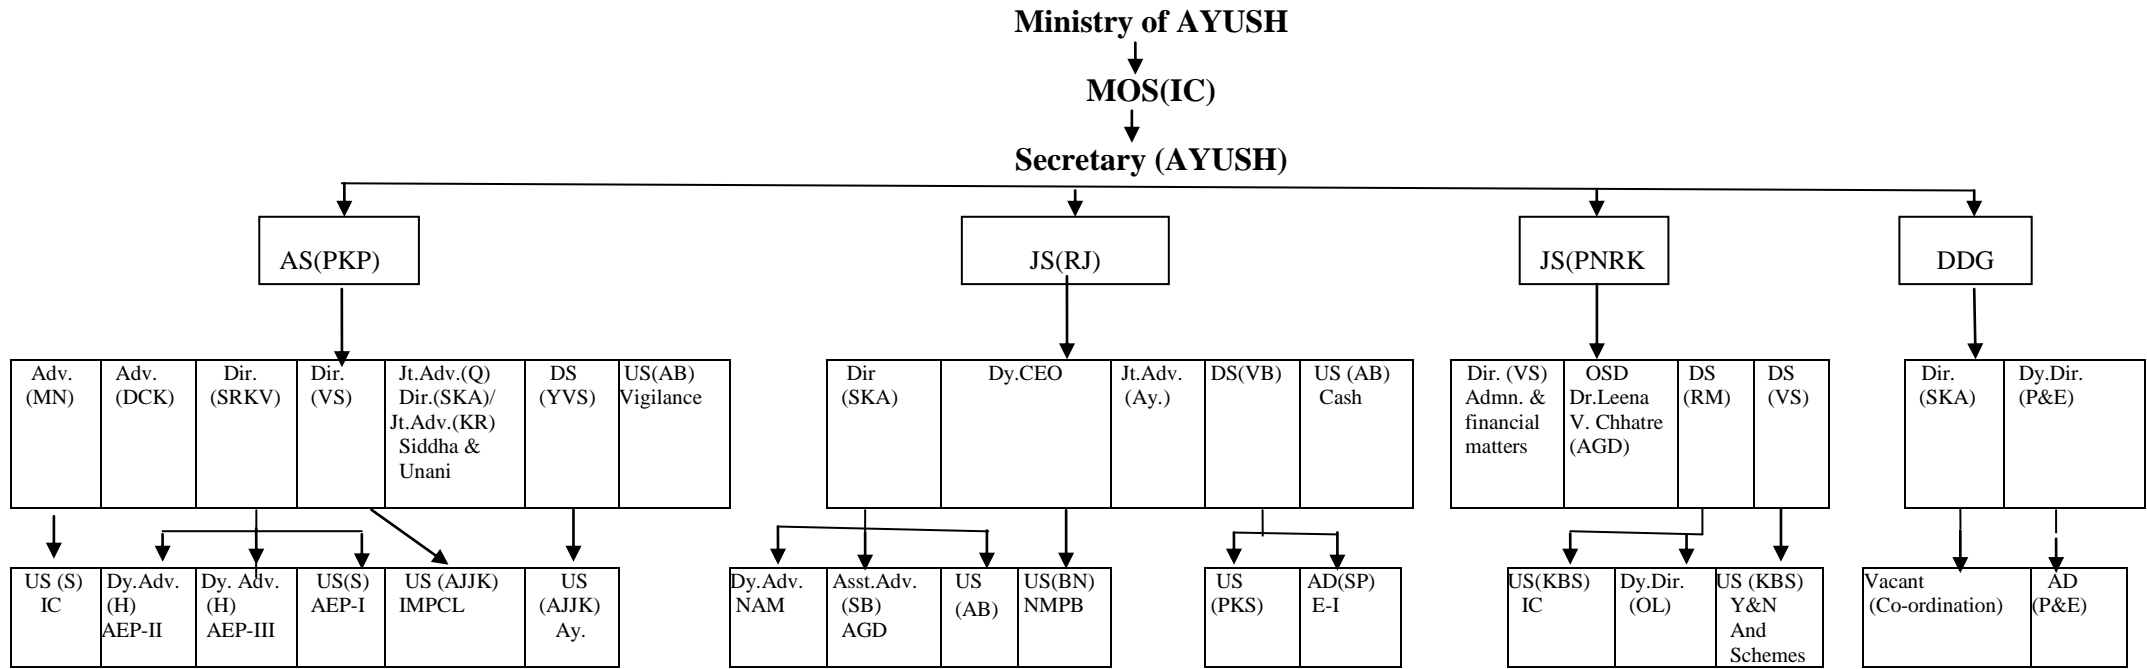 Ministry of AYUSH
MOS(IC)
Secretary (AYUSH)
AS(PKP)
JS(RJ)
JS(PNRK
DDG
Adv.
(MN)
Adv.
(DCK)
Dir.
(SRKV)
Dir.
(VS)
Jt.Adv.(Q)
Dir.(SKA)/
Jt.Adv.(KR)
Siddha &
Unani
DS
(YVS)
US(AB)
Vigilance
Dir
(SKA)
Dy.CEO
Jt.Adv.
(Ay.)
DS(VB)
US (AB)
Cash
Dir. (VS)
Admn. &
financial
matters
OSD
Dr.Leena
V. Chhatre
(AGD)
DS
(RM)
DS
(VS)
Dir.
(SKA)
Dy.Dir.
(P&E)
US (S)
IC
Dy.Adv.
(H)
AEP-II
Dy. Adv.
(H)
AEP-III
US(S)
AEP-I
US (AJJK)
IMPCL
US
(AJJK)
Ay.
Dy.Adv.
NAM
Asst.Adv.
(SB)
AGD
US
(AB)
US(BN)
NMPB
US
(PKS)
AD(SP)
E-I
US(KBS)
IC
Dy.Dir.
(OL)
US (KBS)
Y&N
And
Schemes
Vacant
(Co-ordination)
AD
(P&E)